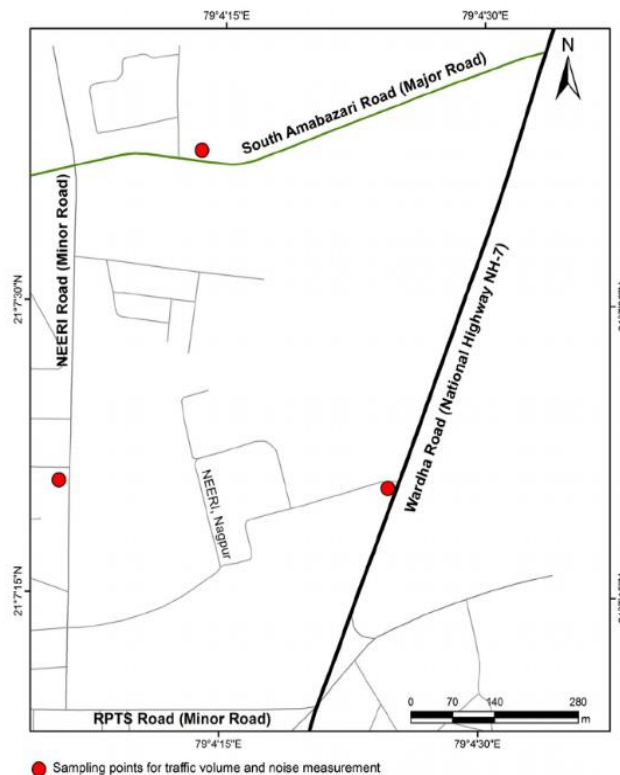 79°4'15"E
79°4'30"E
N
South Amabazari Road (Major Road)
NEERI Road (Minor Road)
21°7'30"N
Wardha Road (National Highway NH-7)
NEERI, Nagpur
21°7'15"N
RPTS Road (Minor Road)
0 70 140 280
m
79°4'15"E
79°4'30"E
Sampling points for traffic volume and noise measurement